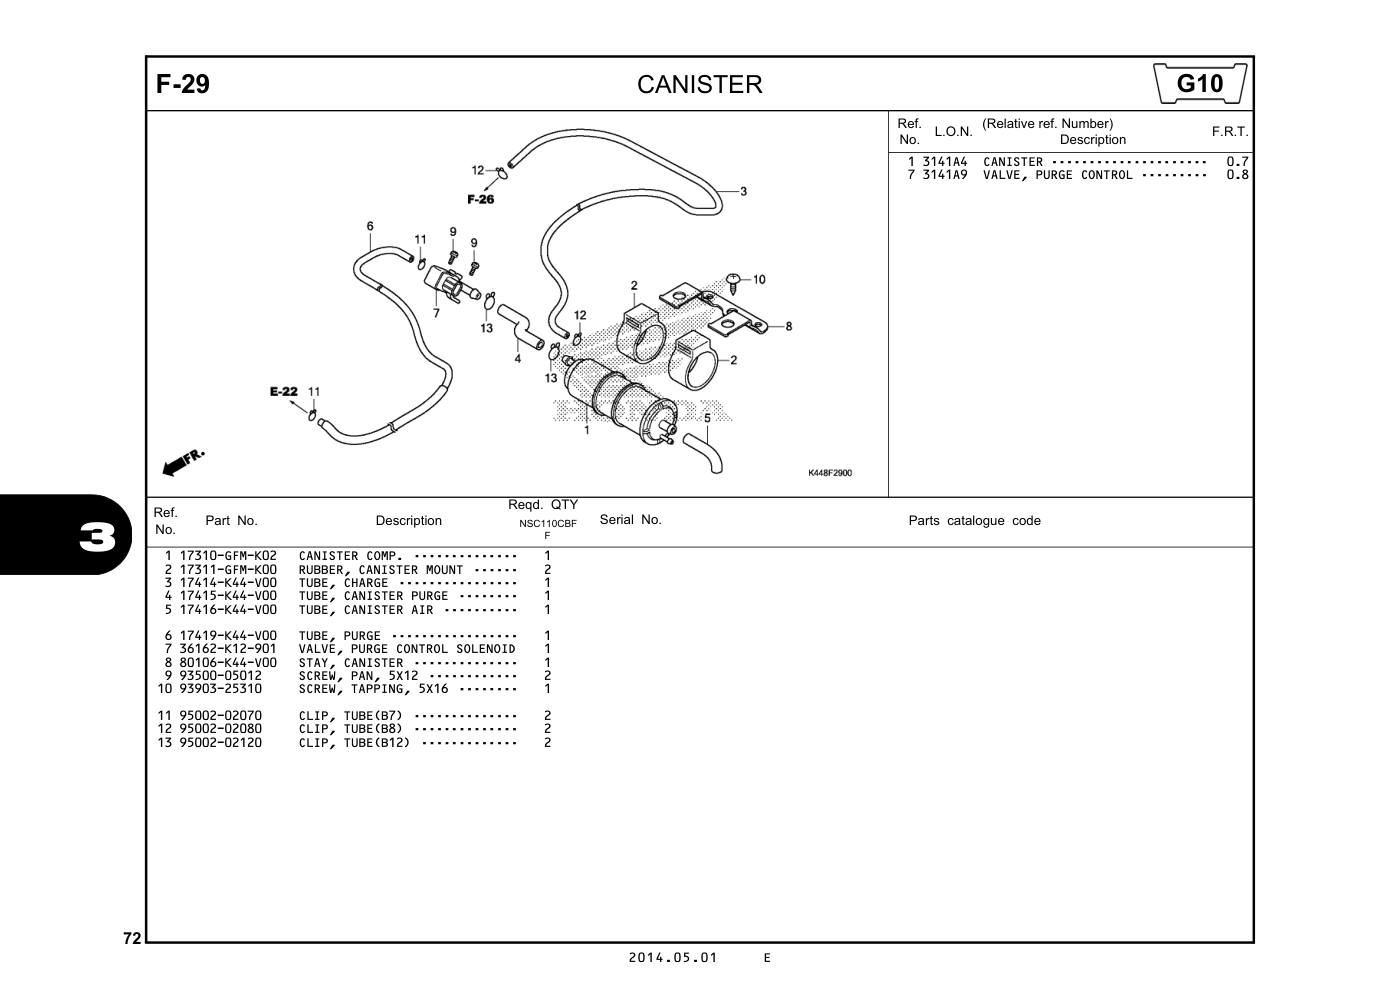 F-29 CANISTER G10
12
F-26
3
6
11
9
9
7
13
4
12
13
2
10
8
2
1
5
E-22 11
FR.
HONDA
K448F2900
Ref. No. L.O.N. (Relative ref. Number) Description F.R.T.
1 3141A4 CANISTER --------------------- 0.7
7 3141A9 VALVE, PURGE CONTROL --------- 0.8
3
Ref. No. Part No. Description Reqd. QTY NSC110CBF F Serial No. Parts catalogue code
1 17310-GFM-K02 CANISTER COMP. -------------- 1
2 17311-GFM-K00 RUBBER, CANISTER MOUNT ------ 2
3 17414-K44-V00 TUBE, CHARGE ---------------- 1
4 17415-K44-V00 TUBE, CANISTER PURGE -------- 1
5 17416-K44-V00 TUBE, CANISTER AIR ---------- 1
6 17419-K44-V00 TUBE, PURGE ----------------- 1
7 36162-K12-901 VALVE, PURGE CONTROL SOLENOID 1
8 80106-K44-V00 STAY, CANISTER -------------- 1
9 93500-05012 SCREW, PAN, 5X12 ------------ 2
10 93903-25310 SCREW, TAPPING, 5X16 -------- 1
11 95002-02070 CLIP, TUBE(B7) -------------- 2
12 95002-02080 CLIP, TUBE(B8) -------------- 2
13 95002-02120 CLIP, TUBE(B12) ------------- 2
72
2014.05.01 E